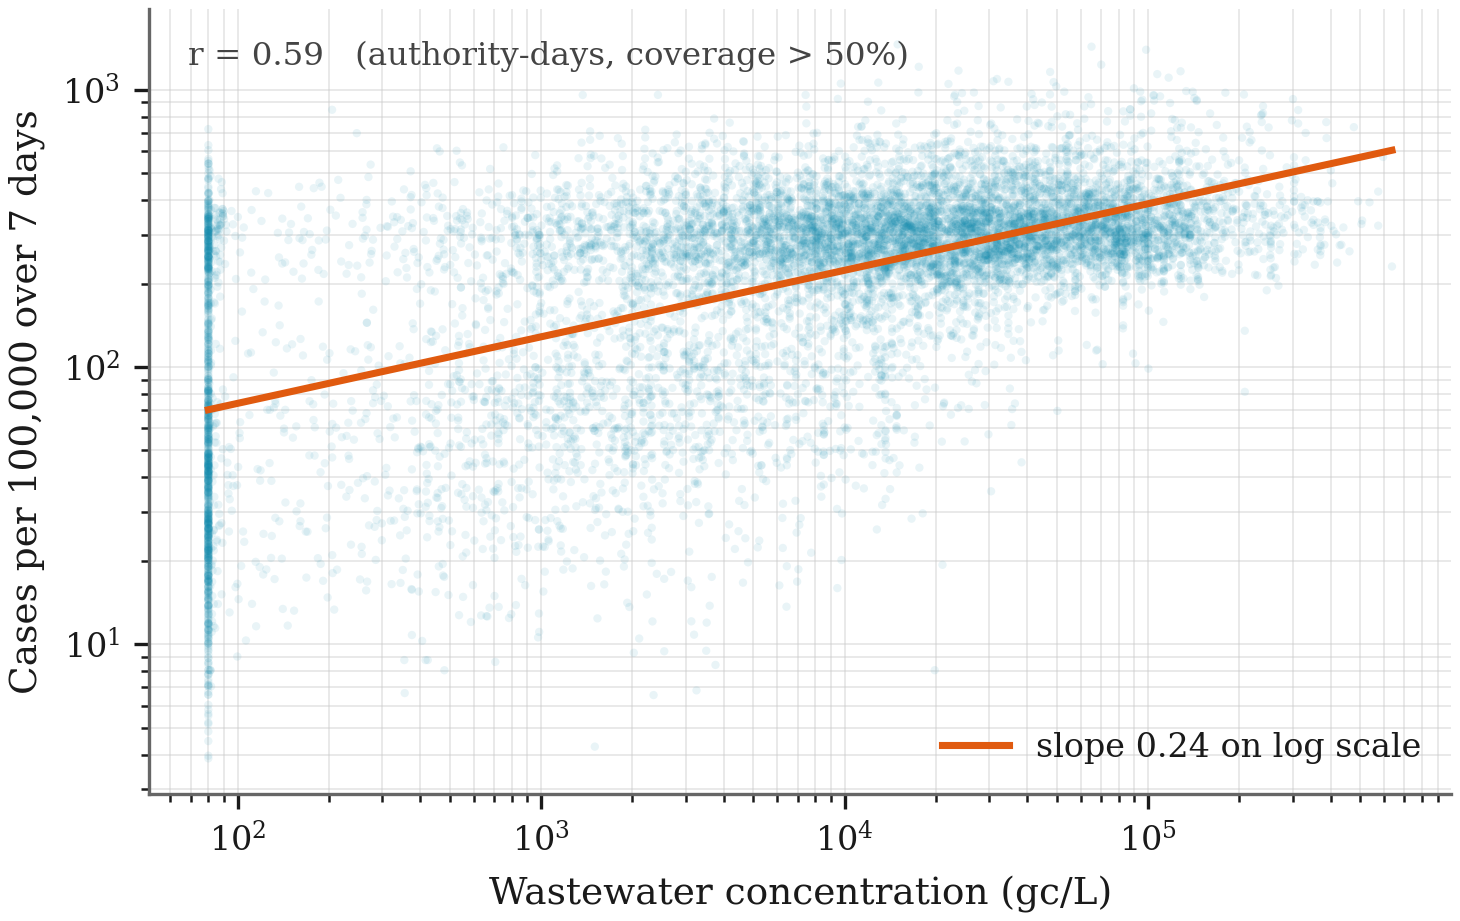 r = 0.59   (authority-days, coverage > 50%)
10³
10²
10¹
Cases per 100,000 over 7 days
slope 0.24 on log scale
10² 10³ 10⁴ 10⁵
Wastewater concentration (gc/L)